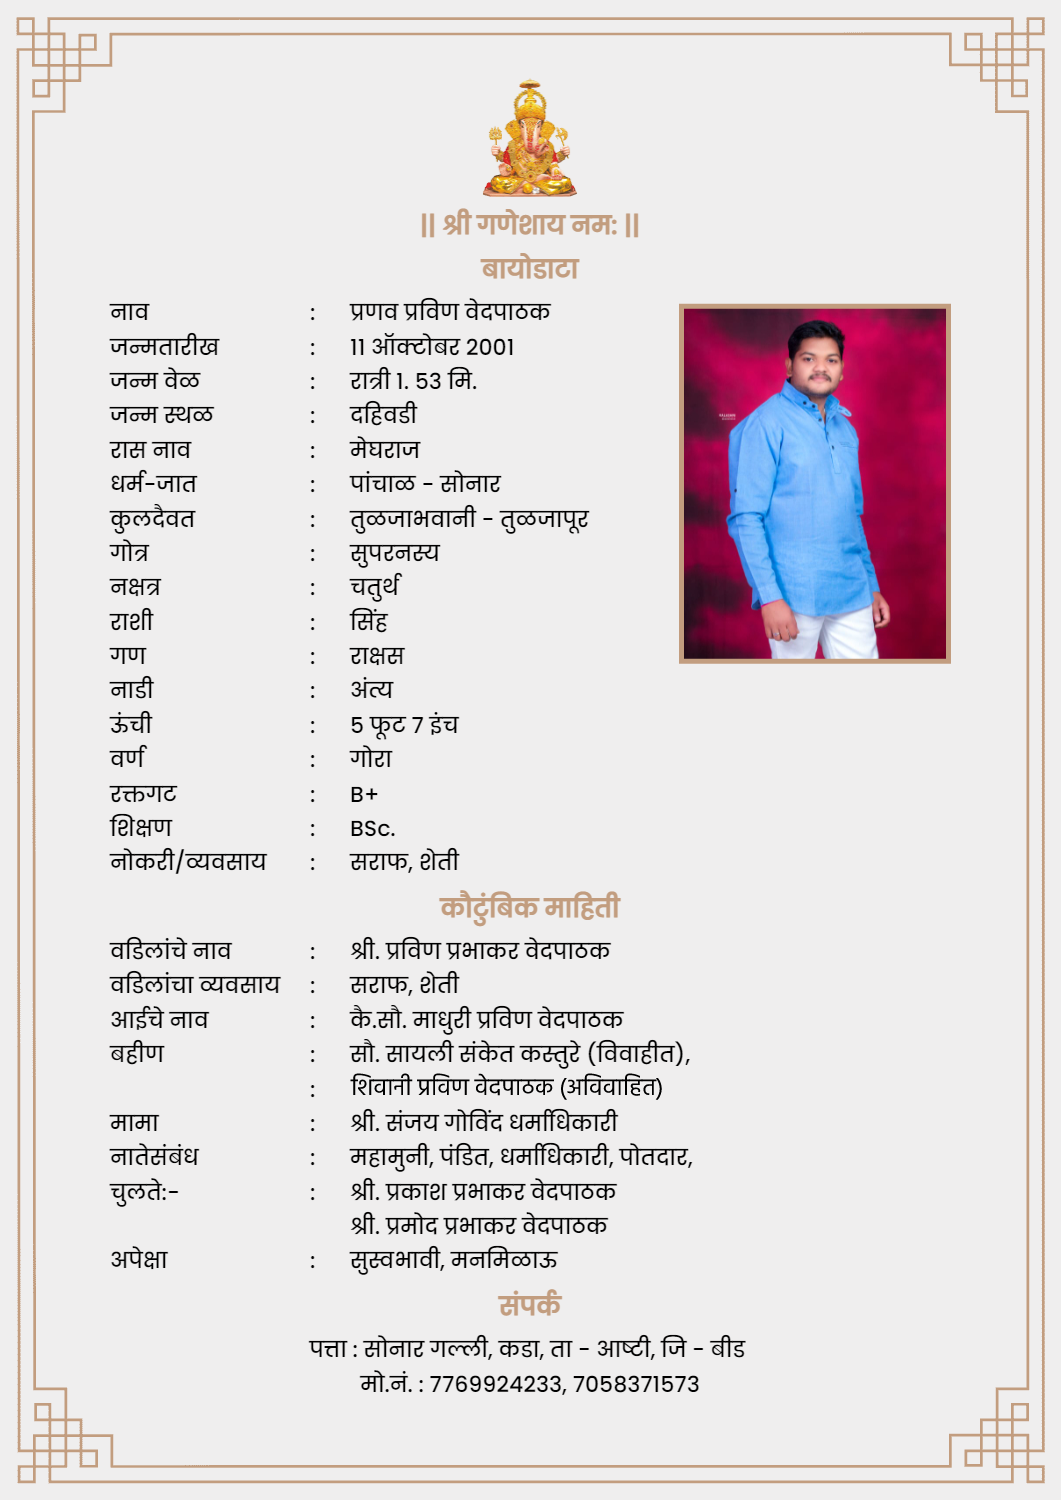 || श्री गणेशाय नम: ||
बायोडाटा
नाव : प्रणव प्रविण वेदपाठक
जन्मतारीख : 11 ऑक्टोबर 2001
जन्म वेळ : रात्री 1. 53 मि.
जन्म स्थळ : दहिवडी
रास नाव : मेघराज
धर्म-जात : पांचाळ - सोनार
कुलदैवत : तुळजाभवानी - तुळजापूर
गोत्र : सुपरनस्य
नक्षत्र : चतुर्थ
राशी : सिंह
गण : राक्षस
नाडी : अंत्य
ऊंची : 5 फूट 7 इंच
वर्ण : गोरा
रक्तगट : B+
शिक्षण : BSc.
नोकरी/व्यवसाय : सराफ, शेती
कौटुंबिक माहिती
वडिलांचे नाव : श्री. प्रविण प्रभाकर वेदपाठक
वडिलांचा व्यवसाय : सराफ, शेती
आईचे नाव : कै.सौ. माधुरी प्रविण वेदपाठक
बहीण : सौ. सायली संकेत कस्तुरे (विवाहीत),
: शिवानी प्रविण वेदपाठक (अविवाहित)
मामा : श्री. संजय गोविंद धर्माधिकारी
नातेसंबंध : महामुनी, पंडित, धर्माधिकारी, पोतदार,
चुलते:- : श्री. प्रकाश प्रभाकर वेदपाठक
श्री. प्रमोद प्रभाकर वेदपाठक
अपेक्षा : सुस्वभावी, मनमिळाऊ
संपर्क
पत्ता : सोनार गल्ली, कडा, ता - आष्टी, जि - बीड
मो.नं. : 7769924233, 7058371573